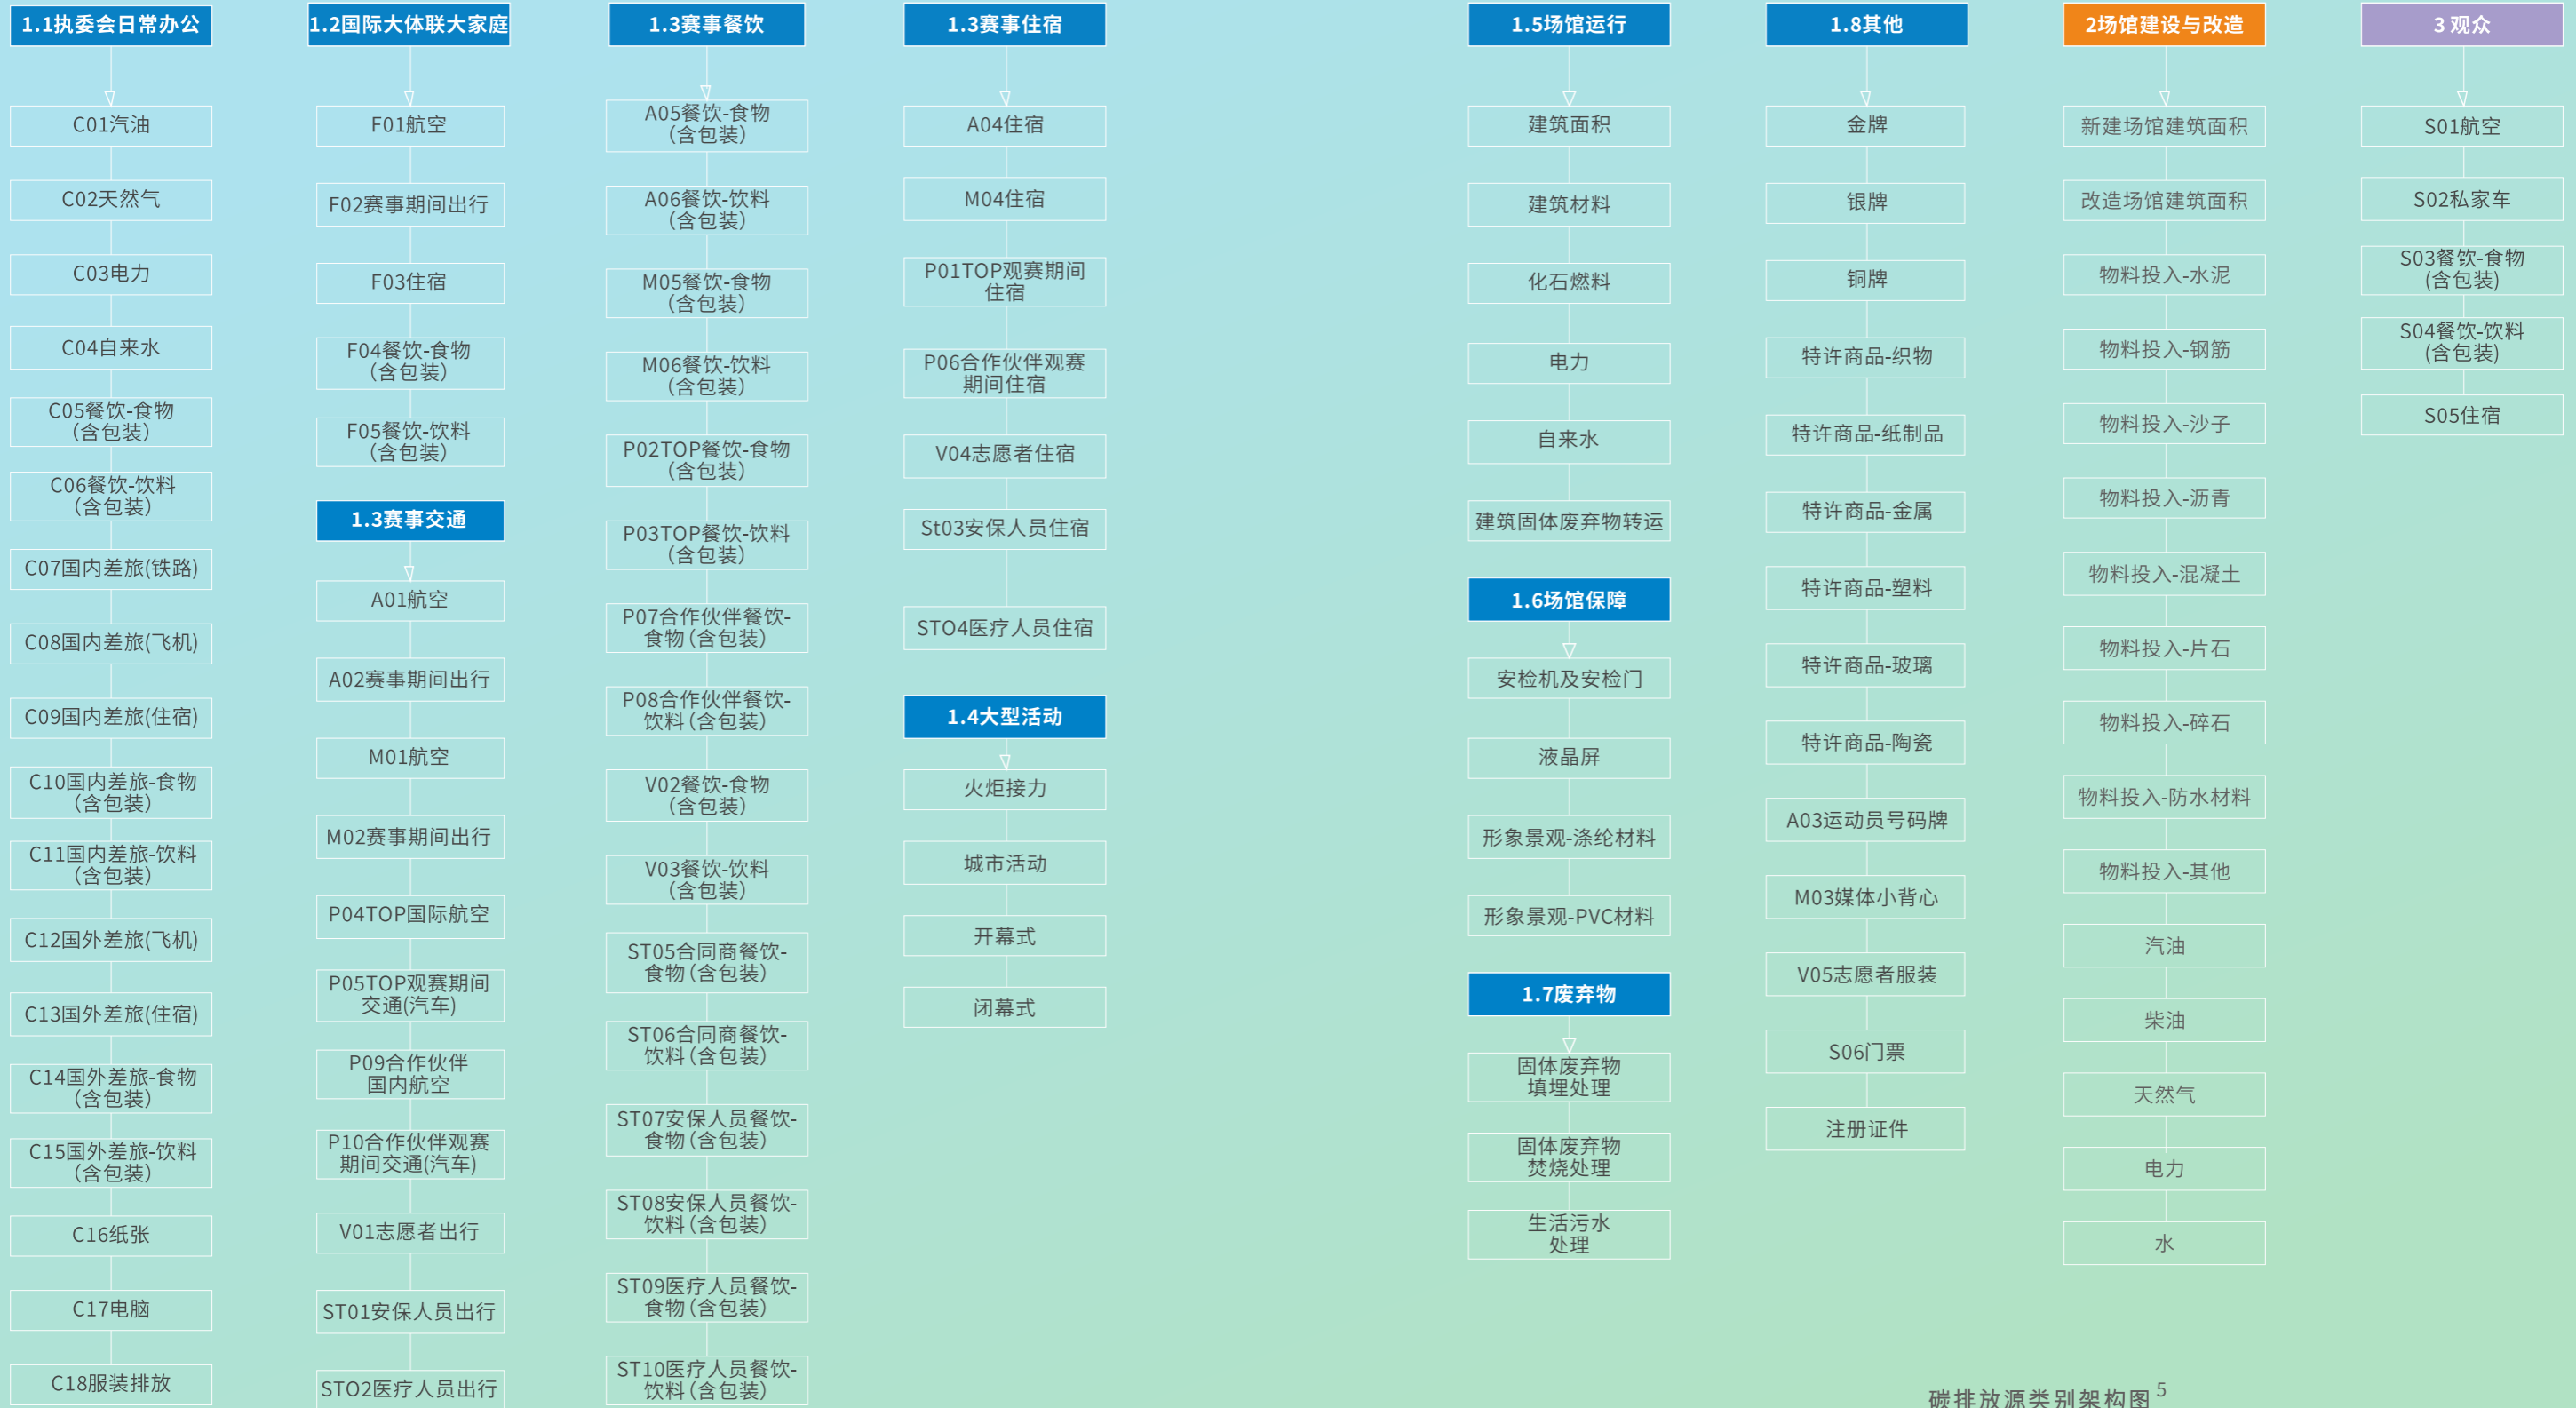 1.1执委会日常办公
C01汽油
C02天然气
C03电力
C04自来水
C05餐饮-食物
（含包装）
C06餐饮-饮料
（含包装）
C07国内差旅(铁路)
C08国内差旅(飞机)
C09国内差旅(住宿)
C10国内差旅-食物
（含包装）
C11国内差旅-饮料
（含包装）
C12国外差旅(飞机)
C13国外差旅(住宿)
C14国外差旅-食物
（含包装）
C15国外差旅-饮料
（含包装）
C16纸张
C17电脑
C18服装排放
1.2国际大体联大家庭
F01航空
F02赛事期间出行
F03住宿
F04餐饮-食物
（含包装）
F05餐饮-饮料
（含包装）
1.3赛事交通
A01航空
A02赛事期间出行
M01航空
M02赛事期间出行
P04TOP国际航空
P05TOP观赛期间
交通(汽车)
P09合作伙伴
国内航空
P10合作伙伴观赛
期间交通(汽车)
V01志愿者出行
ST01安保人员出行
STO2医疗人员出行
1.3赛事餐饮
A05餐饮-食物
（含包装）
A06餐饮-饮料
（含包装）
M05餐饮-食物
（含包装）
M06餐饮-饮料
（含包装）
P02TOP餐饮-食物
（含包装）
P03TOP餐饮-饮料
（含包装）
P07合作伙伴餐饮-
食物（含包装）
P08合作伙伴餐饮-
饮料（含包装）
V02餐饮-食物
（含包装）
V03餐饮-饮料
（含包装）
ST05合同商餐饮-
食物（含包装）
ST06合同商餐饮-
饮料（含包装）
ST07安保人员餐饮-
食物（含包装）
ST08安保人员餐饮-
饮料（含包装）
ST09医疗人员餐饮-
食物（含包装）
ST10医疗人员餐饮-
饮料（含包装）
1.3赛事住宿
A04住宿
M04住宿
P01TOP观赛期间
住宿
P06合作伙伴观赛
期间住宿
V04志愿者住宿
St03安保人员住宿
STO4医疗人员住宿
1.4大型活动
火炬接力
城市活动
开幕式
闭幕式
1.5场馆运行
建筑面积
建筑材料
化石燃料
电力
自来水
建筑固体废弃物转运
1.6场馆保障
安检机及安检门
液晶屏
形象景观-涤纶材料
形象景观-PVC材料
1.7废弃物
固体废弃物
填埋处理
固体废弃物
焚烧处理
生活污水
处理
1.8其他
金牌
银牌
铜牌
特许商品-织物
特许商品-纸制品
特许商品-金属
特许商品-塑料
特许商品-玻璃
特许商品-陶瓷
A03运动员号码牌
M03媒体小背心
V05志愿者服装
S06门票
注册证件
2场馆建设与改造
新建场馆建筑面积
改造场馆建筑面积
物料投入-水泥
物料投入-钢筋
物料投入-沙子
物料投入-沥青
物料投入-混凝土
物料投入-片石
物料投入-碎石
物料投入-防水材料
物料投入-其他
汽油
柴油
天然气
电力
水
3 观众
S01航空
S02私家车
S03餐饮-食物
(含包装)
S04餐饮-饮料
(含包装)
S05住宿
碳排放源类别架构图5